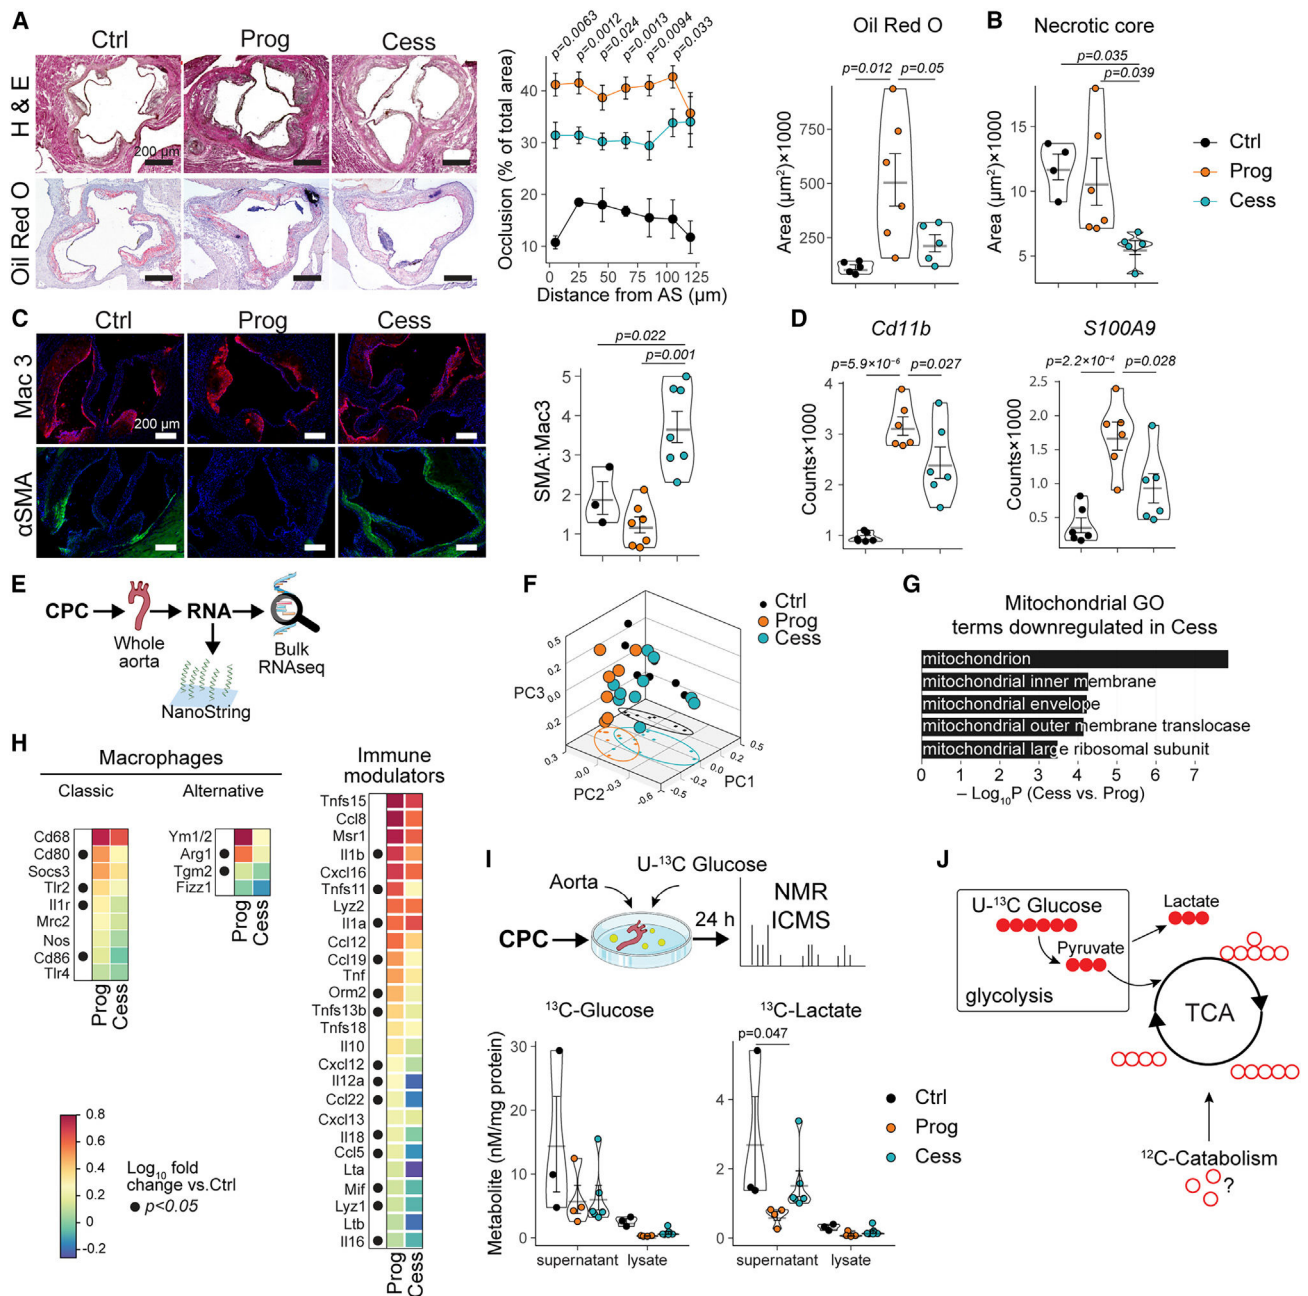 A
Ctrl
Prog
Cess
H & E
200 μm
Oil Red O
p=0.0063
p=0.0012
p=0.024
p=0.0013
p=0.0094
p=0.033
Occlusion (% of total area)
40
30
20
10
0
25
50
75
100
125
Distance from AS (μm)
Oil Red O
p=0.012
p=0.05
Area (μm²)×1000
750
500
250
B
Necrotic core
p=0.035
p=0.039
Area (μm²)×1000
15
10
5
Ctrl
Prog
Cess
C
Ctrl
Prog
Cess
Mac 3
200 μm
αSMA
p=0.022
p=0.001
SMA:Mac3
5
4
3
2
1
D
Cd11b
p=5.9×10⁻⁶
p=0.027
Counts×1000
4
3
2
1
S100A9
p=2.2×10⁻⁴
p=0.028
Counts×1000
2.5
2.0
1.5
1.0
0.5
E
CPC
Whole
aorta
RNA
Bulk
RNAseq
NanoString
F
Ctrl
Prog
Cess
PC3
0.5
0.2
0.0
-0.2
0.3
-0.0
-0.3
-0.6
PC2
-0.5
-0.2
0.0
0.2
0.5
PC1
G
Mitochondrial GO
terms downregulated in Cess
mitochondrion
mitochondrial inner membrane
mitochondrial envelope
mitochondrial outer membrane translocase
mitochondrial large ribosomal subunit
0 1 2 3 4 5 6 7
– Log₁₀P (Cess vs. Prog)
H
Macrophages
Classic
Cd68
Cd80
Socs3
Tlr2
Il1r
Mrc2
Nos
Cd86
Tlr4
Prog
Cess
Alternative
Ym1/2
Arg1
Tgm2
Fizz1
Prog
Cess
Immune
modulators
Tnfs15
Ccl8
Msr1
Il1b
Cxcl16
Tnfs11
Lyz2
Il1a
Ccl12
Ccl19
Tnf
Orm2
Tnfs13b
Tnfs18
Il10
Cxcl12
Il12a
Ccl22
Cxcl13
Il18
Ccl5
Lta
Mif
Lyz1
Ltb
Il16
Prog
Cess
0.8
0.6
0.4
0.2
0
-0.2
Log₁₀ fold
change vs.Ctrl
p<0.05
I
CPC
Aorta
U-¹³C Glucose
24 h
NMR
ICMS
¹³C-Glucose
Metabolite (nM/mg protein)
30
20
10
0
supernatant
lysate
¹³C-Lactate
p=0.047
4
2
0
supernatant
lysate
Ctrl
Prog
Cess
J
U-¹³C Glucose
Pyruvate
glycolysis
Lactate
TCA
¹²C-Catabolism
?